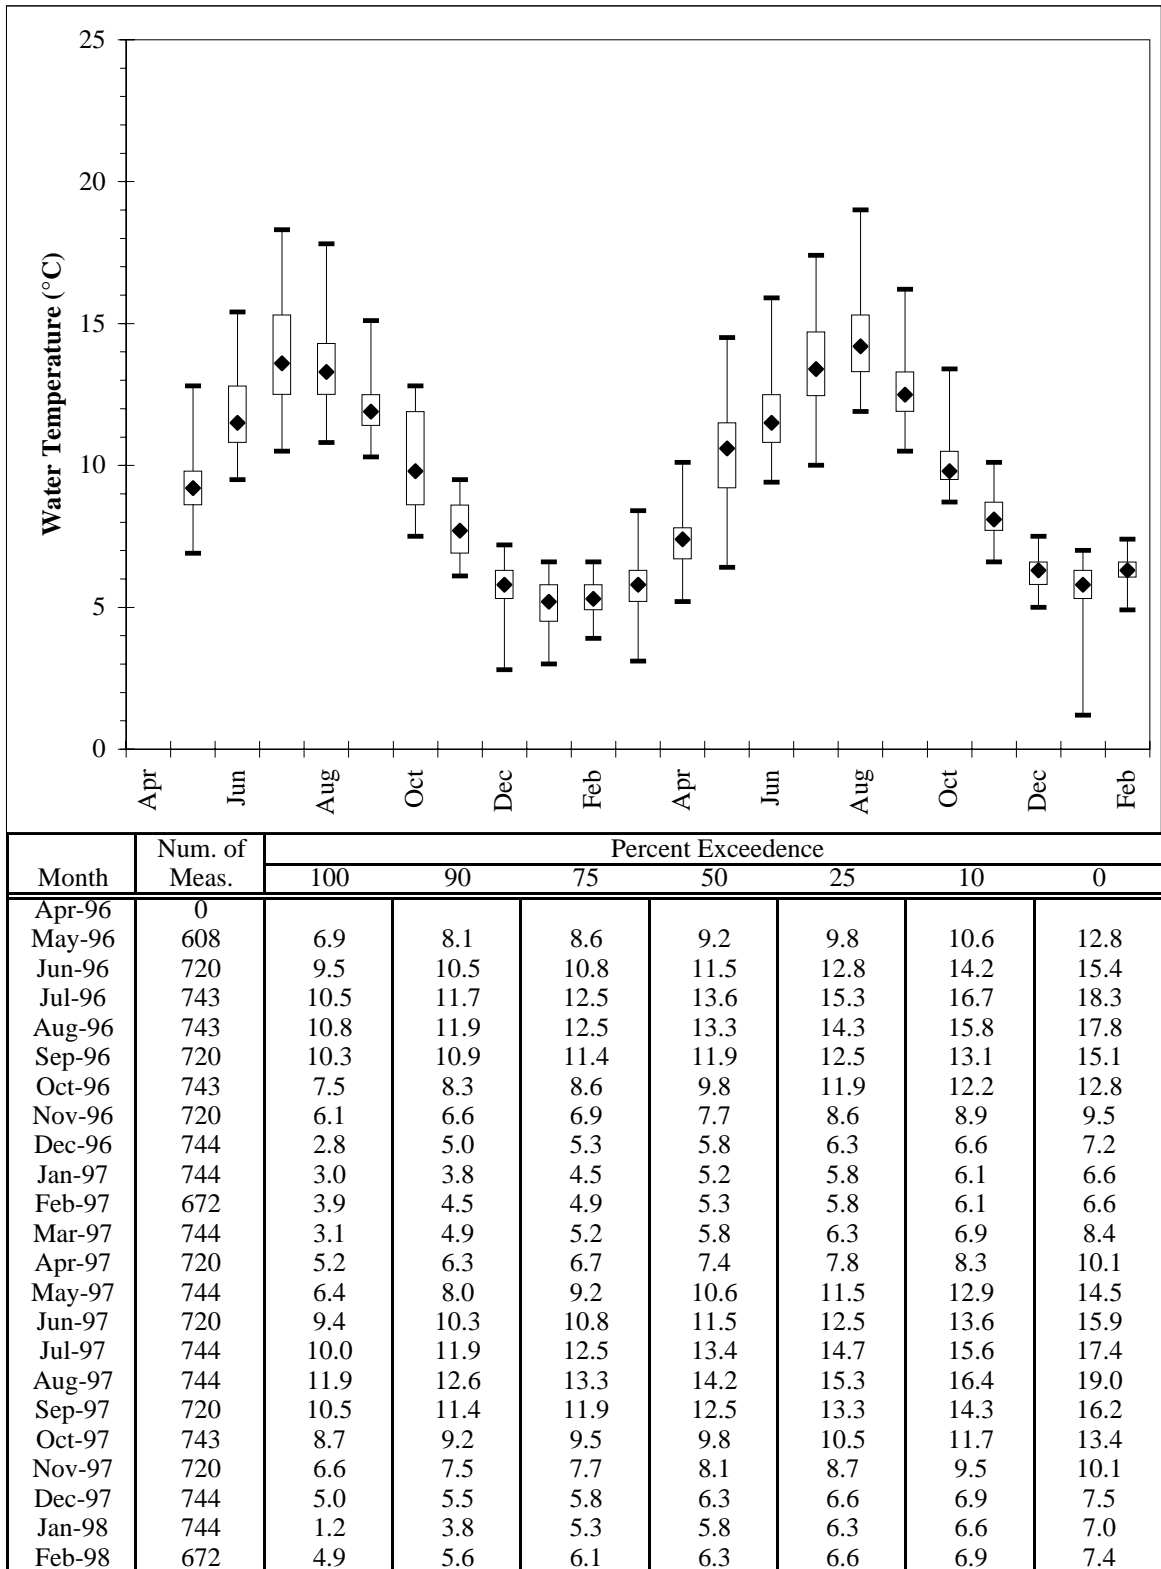 25
20
15
10
5
0
Water Temperature (°C)
Apr Jun Aug Oct Dec Feb Apr Jun Aug Oct Dec Feb
Num. of Percent Exceedence
Month Meas. 100 90 75 50 25 10 0
Apr-96 0
May-96 608 6.9 8.1 8.6 9.2 9.8 10.6 12.8
Jun-96 720 9.5 10.5 10.8 11.5 12.8 14.2 15.4
Jul-96 743 10.5 11.7 12.5 13.6 15.3 16.7 18.3
Aug-96 743 10.8 11.9 12.5 13.3 14.3 15.8 17.8
Sep-96 720 10.3 10.9 11.4 11.9 12.5 13.1 15.1
Oct-96 743 7.5 8.3 8.6 9.8 11.9 12.2 12.8
Nov-96 720 6.1 6.6 6.9 7.7 8.6 8.9 9.5
Dec-96 744 2.8 5.0 5.3 5.8 6.3 6.6 7.2
Jan-97 744 3.0 3.8 4.5 5.2 5.8 6.1 6.6
Feb-97 672 3.9 4.5 4.9 5.3 5.8 6.1 6.6
Mar-97 744 3.1 4.9 5.2 5.8 6.3 6.9 8.4
Apr-97 720 5.2 6.3 6.7 7.4 7.8 8.3 10.1
May-97 744 6.4 8.0 9.2 10.6 11.5 12.9 14.5
Jun-97 720 9.4 10.3 10.8 11.5 12.5 13.6 15.9
Jul-97 744 10.0 11.9 12.5 13.4 14.7 15.6 17.4
Aug-97 744 11.9 12.6 13.3 14.2 15.3 16.4 19.0
Sep-97 720 10.5 11.4 11.9 12.5 13.3 14.3 16.2
Oct-97 743 8.7 9.2 9.5 9.8 10.5 11.7 13.4
Nov-97 720 6.6 7.5 7.7 8.1 8.7 9.5 10.1
Dec-97 744 5.0 5.5 5.8 6.3 6.6 6.9 7.5
Jan-98 744 1.2 3.8 5.3 5.8 6.3 6.6 7.0
Feb-98 672 4.9 5.6 6.1 6.3 6.6 6.9 7.4